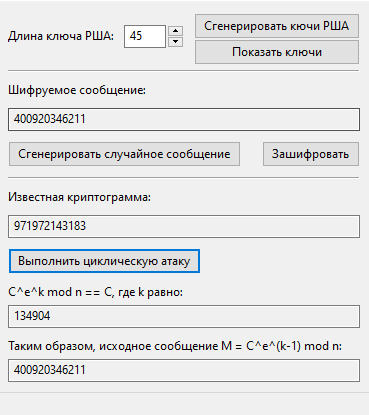 Сгенерировать кючи РША
Длина ключа РША: 45
Показать ключи
Шифруемое сообщение:
400920346211
Сгенерировать случайное сообщение Зашифровать
Известная криптограмма:
971972143183
Выполнить циклическую атаку
C^e^k mod n == C, где k равно:
134904
Таким образом, исходное сообщение M = C^e^(k-1) mod n:
400920346211